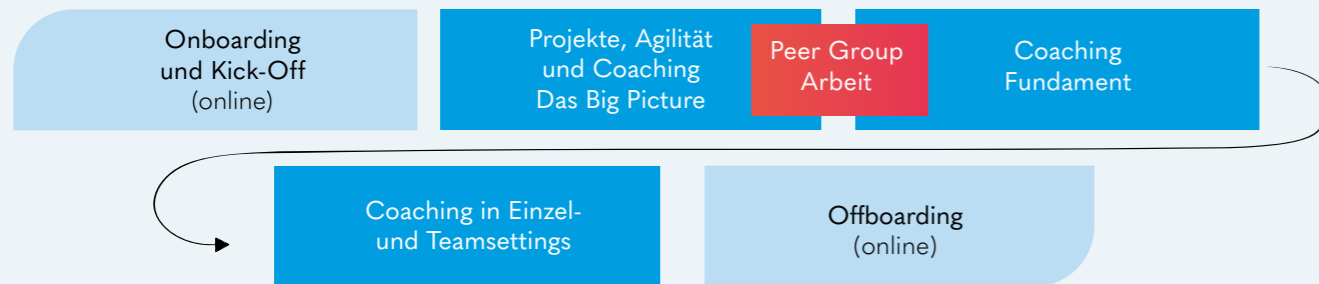 Onboarding
und Kick-Off
(online)
Projekte, Agilität
und Coaching
Das Big Picture
Peer Group
Arbeit
Coaching
Fundament
Coaching in Einzel-
und Teamsettings
Offboarding
(online)